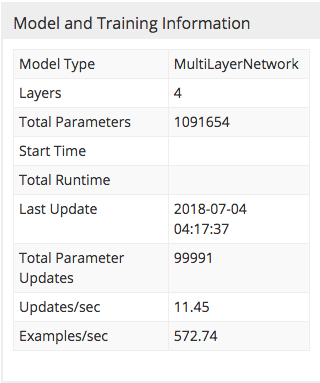 Model and Training Information
Model Type MultiLayerNetwork
Layers 4
Total Parameters 1091654
Start Time
Total Runtime
Last Update 2018-07-04
04:17:37
Total Parameter 99991
Updates
Updates/sec 11.45
Examples/sec 572.74